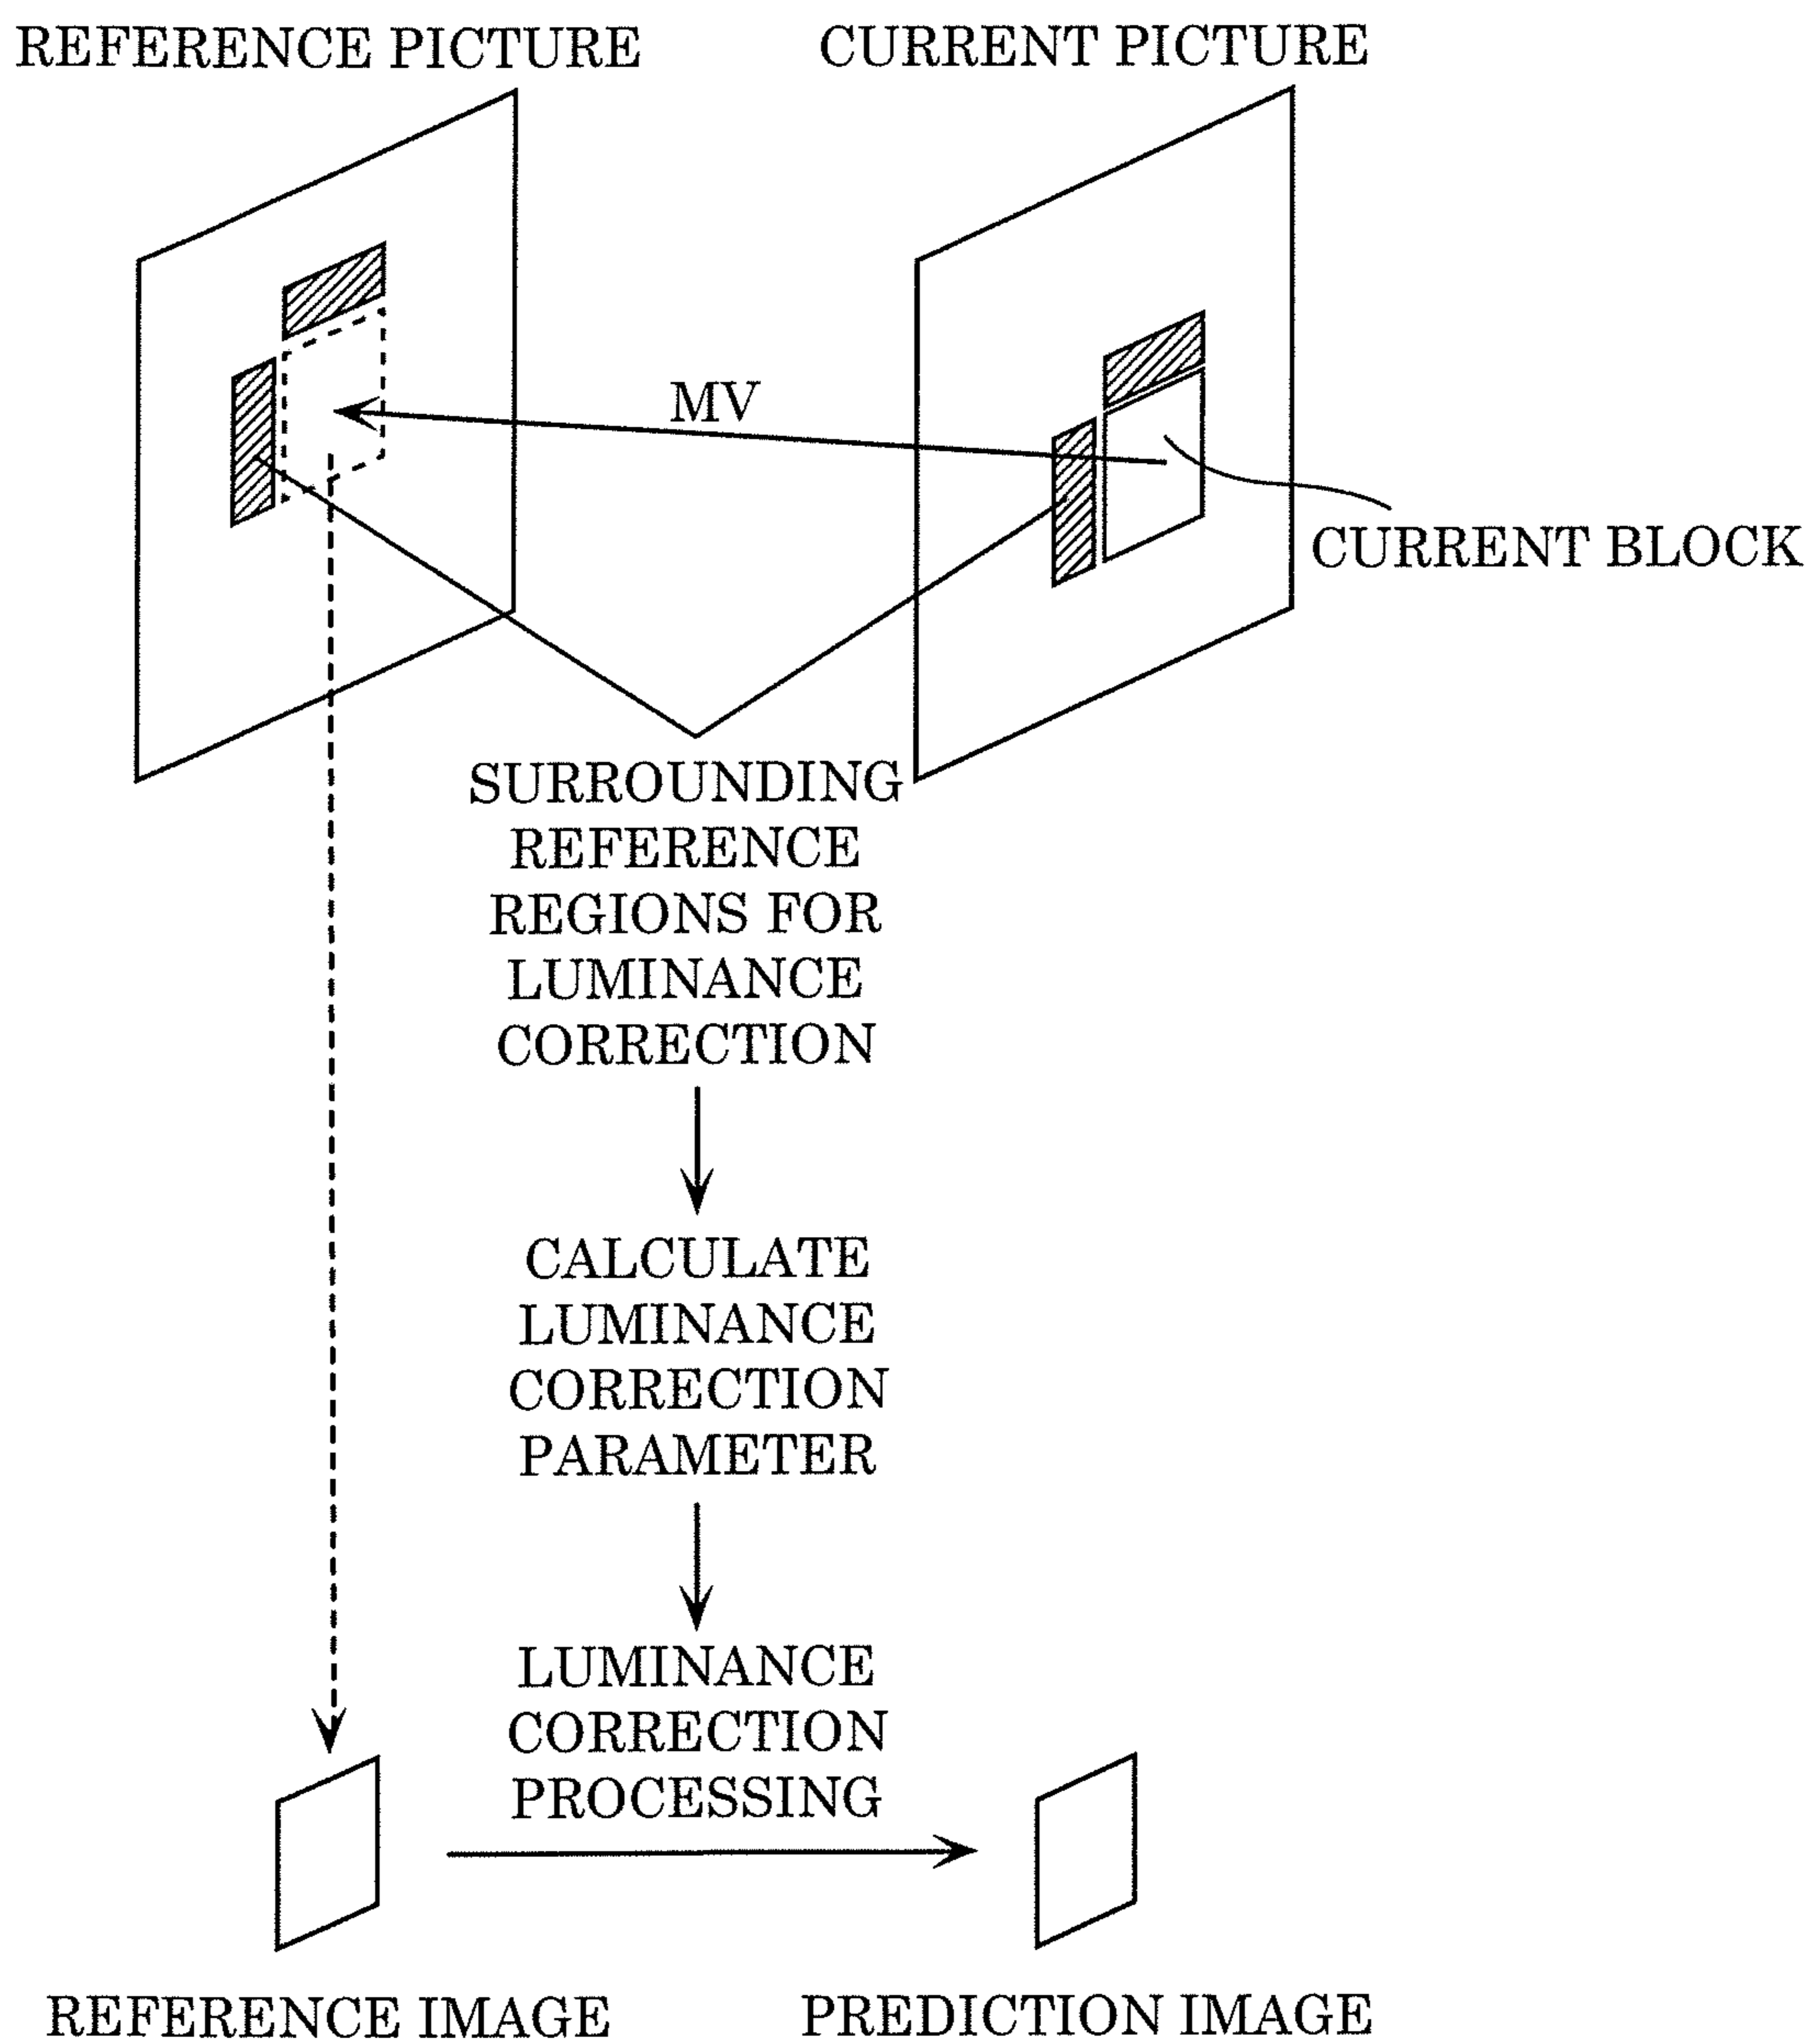 REFERENCE PICTURE
CURRENT PICTURE
MV
CURRENT BLOCK
SURROUNDING
REFERENCE
REGIONS FOR
LUMINANCE
CORRECTION
CALCULATE
LUMINANCE
CORRECTION
PARAMETER
LUMINANCE
CORRECTION
PROCESSING
REFERENCE IMAGE
PREDICTION IMAGE